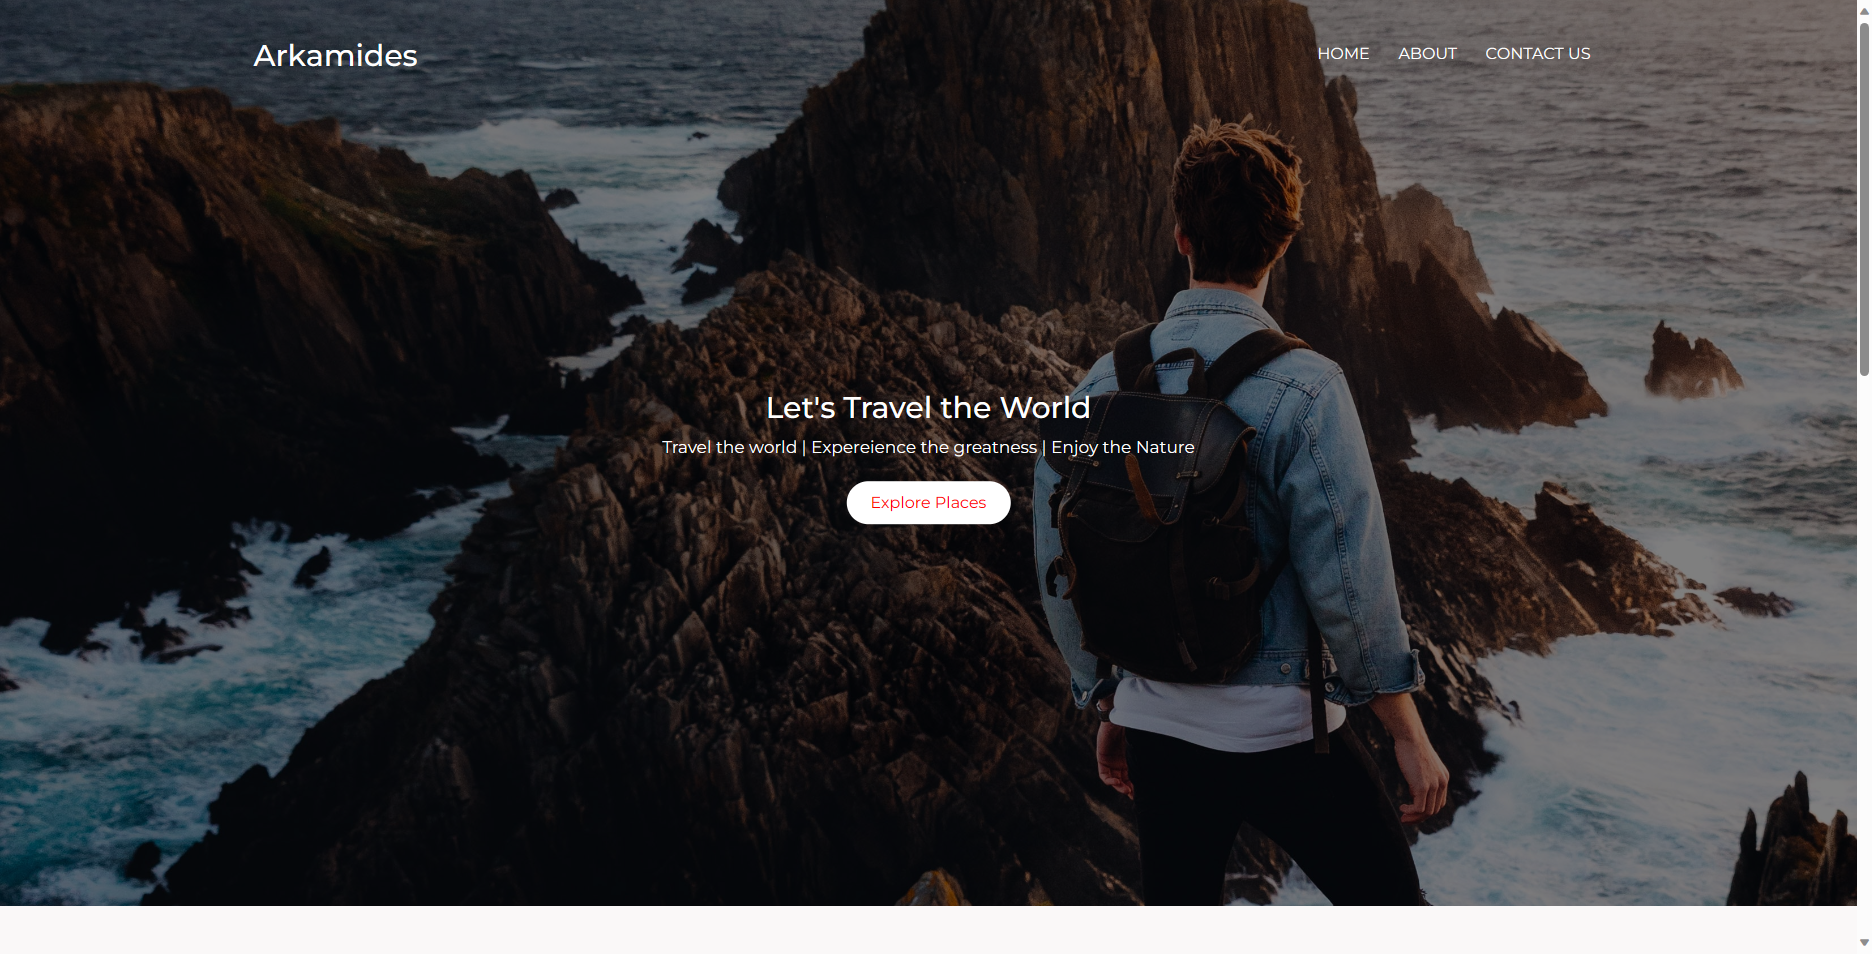 Arkamides
HOME ABOUT CONTACT US
Let's Travel the World
Travel the world | Expereience the greatness | Enjoy the Nature
Explore Places